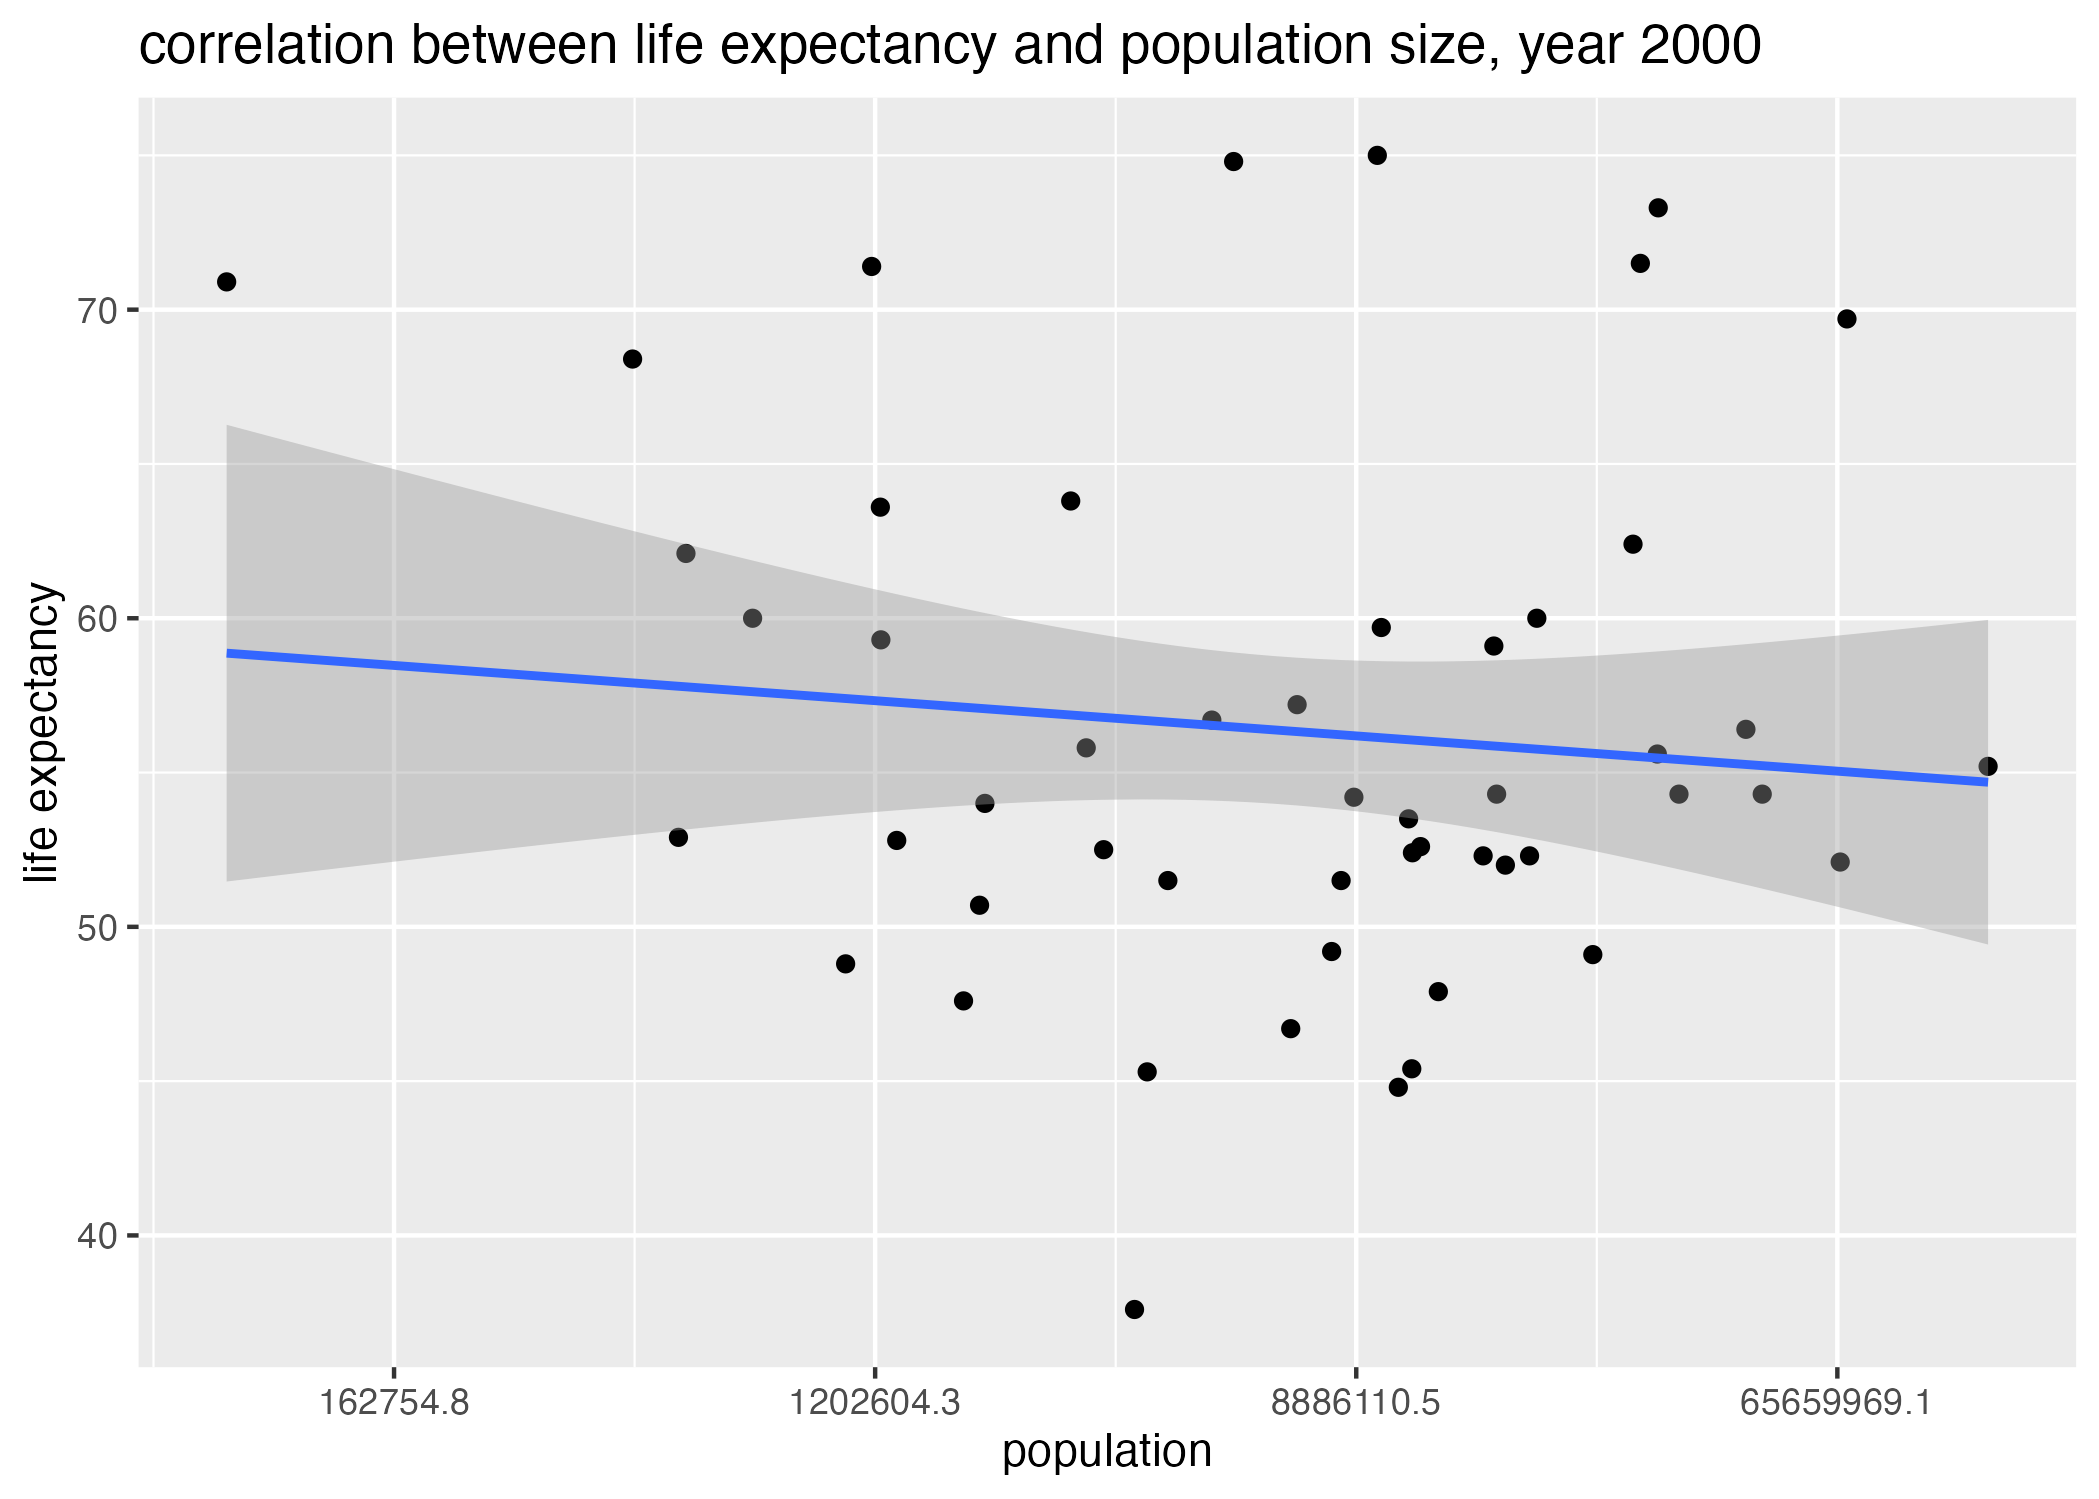 correlation between life expectancy and population size, year 2000
life expectancy
70
60
50
40
162754.8
1202604.3
8886110.5
65659969.1
population